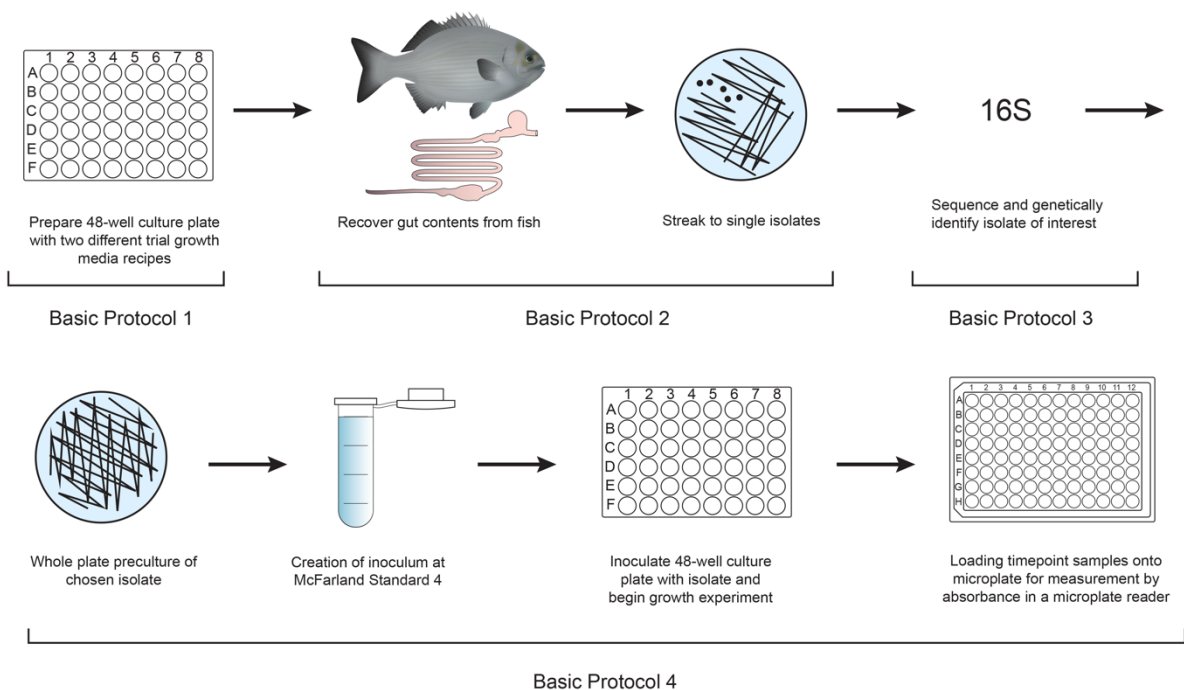 1 2 3 4 5 6 7 8
A
B
C
D
E
F
16S
Prepare 48-well culture plate
with two different trial growth
media recipes
Recover gut contents from fish
Streak to single isolates
Sequence and genetically
identify isolate of interest
Basic Protocol 1
Basic Protocol 2
Basic Protocol 3
1 2 3 4 5 6 7 8
A
B
C
D
E
F
1 2 3 4 5 6 7 8 9 10 11 12
A
B
C
D
E
F
G
H
Whole plate preculture of
chosen isolate
Creation of inoculum at
McFarland Standard 4
Inoculate 48-well culture
plate with isolate and
begin growth experiment
Loading timepoint samples onto
microplate for measurement by
absorbance in a microplate reader
Basic Protocol 4